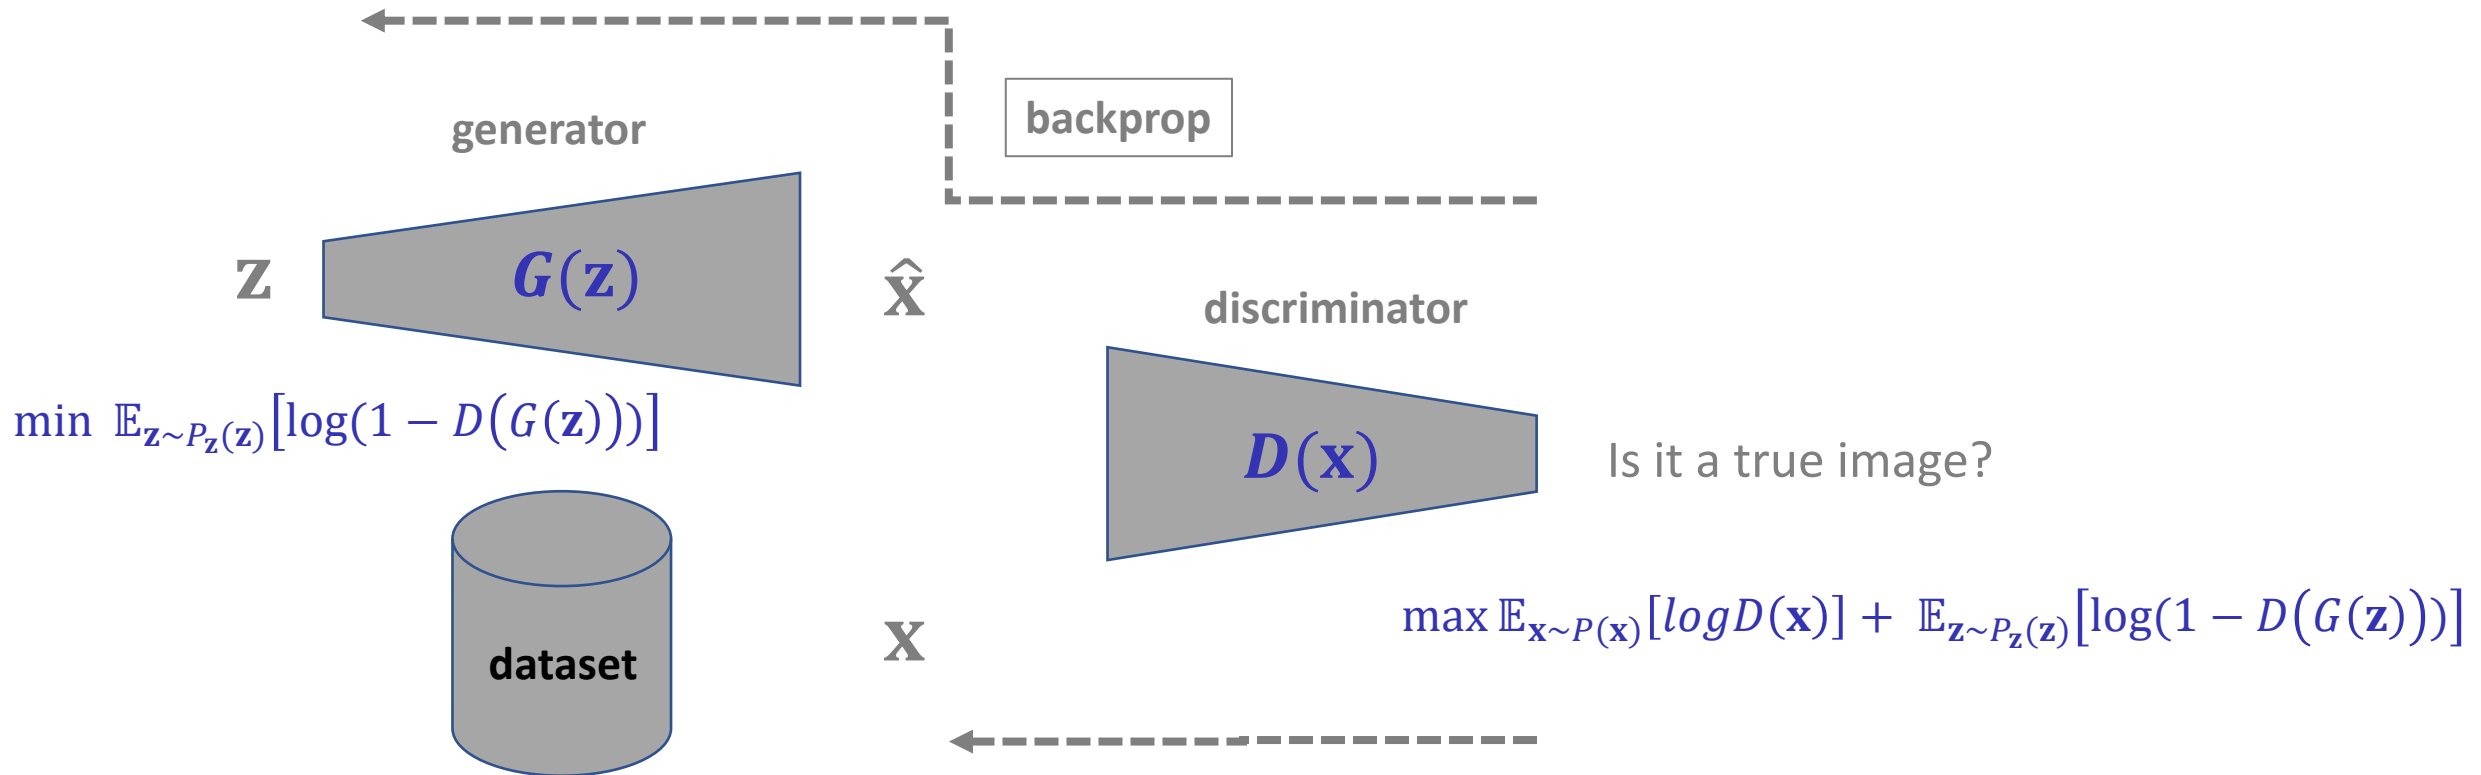 backprop
generator
z
G(z)
x̂
discriminator
min 𝔼_{z∼P_z(z)}[log(1 − D(G(z)))]
D(x)
Is it a true image?
dataset
x
max 𝔼_{x∼P(x)}[logD(x)] + 𝔼_{z∼P_z(z)}[log(1 − D(G(z)))]